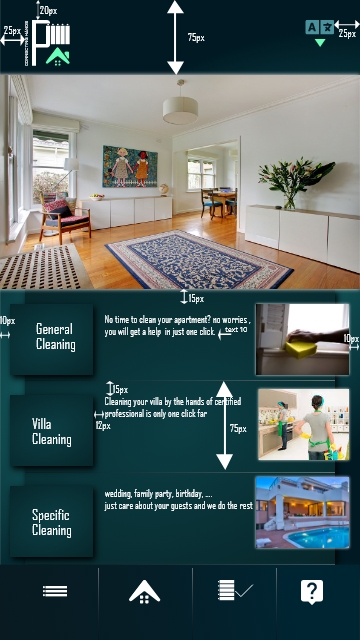 20px
25px
75px
A
25px
15px
10px
General
Cleaning
No time to clean your apartment? no worries ,
you will get a help in just one click.
text 10
10px
15px
Villa
Cleaning
Cleaning your villa by the hands of certified
professional is only one click far
12px
75px
Specific
Cleaning
wedding, family party, birthday, ....
just care about your guests and we do the rest
?